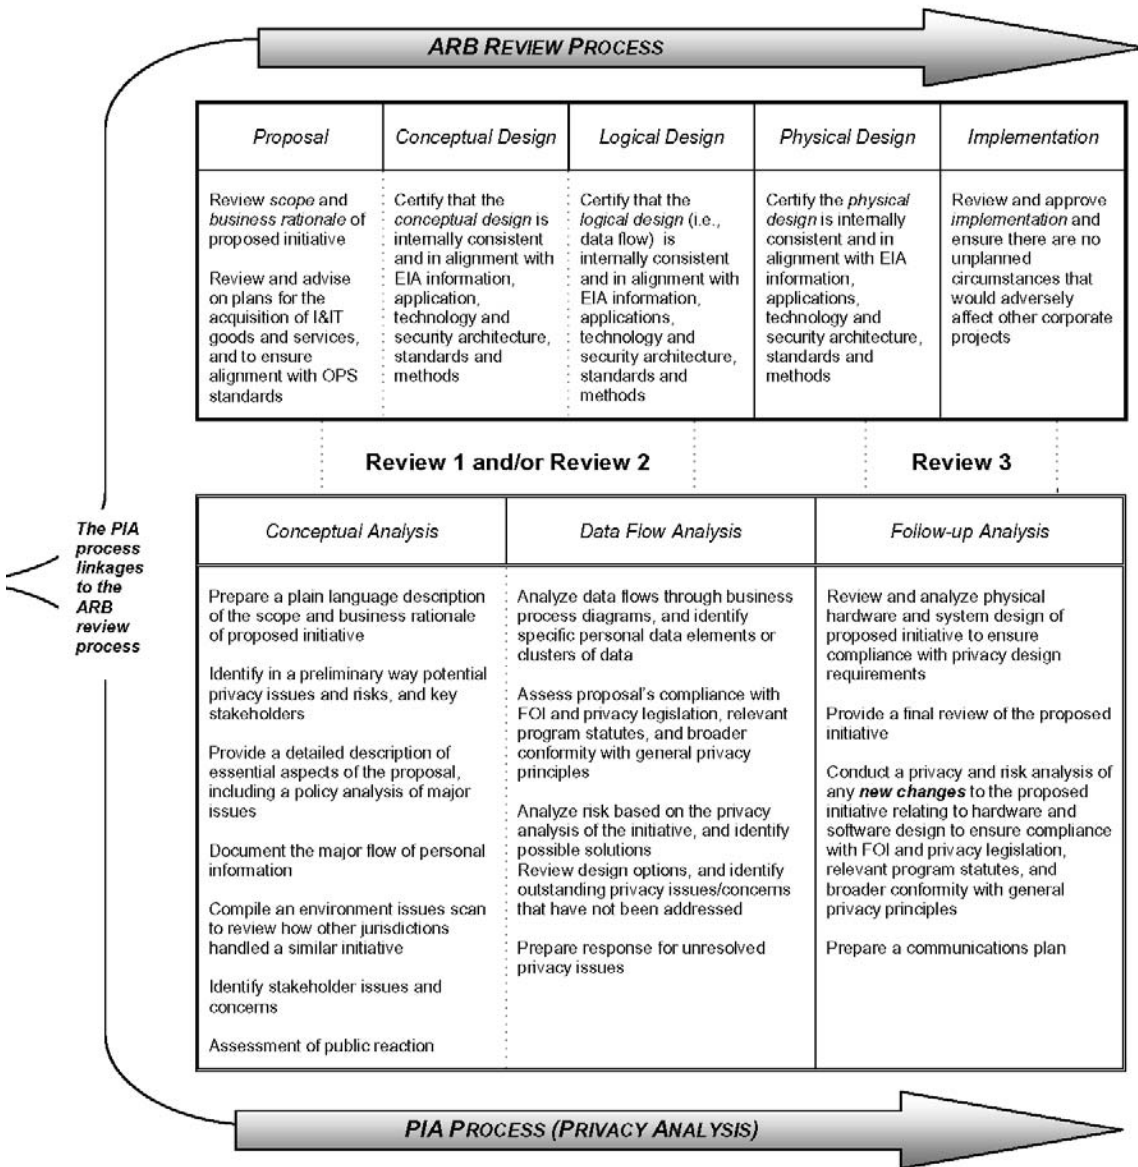 ARB REVIEW PROCESS
Proposal
Conceptual Design
Logical Design
Physical Design
Implementation
Review scope and
business rationale of
proposed initiative
Review and advise
on plans for the
acquisition of I&IT
goods and services,
and to ensure
alignment with OPS
standards
Certify that the
conceptual design is
internally consistent
and in alignment with
EIA information,
application,
technology and
security architecture,
standards and
methods
Certify that the
logical design (i.e.,
data flow) is
internally consistent
and in alignment with
EIA information,
applications,
technology and
security architecture,
standards and
methods
Certify the physical
design is internally
consistent and in
alignment with EIA
information,
applications,
technology and
security architecture,
standards and
methods
Review and approve
implementation and
ensure there are no
unplanned
circumstances that
would adversely
affect other corporate
projects
Review 1 and/or Review 2
Review 3
The PIA
process
linkages
to the
ARB
review
process
Conceptual Analysis
Data Flow Analysis
Follow-up Analysis
Prepare a plain language description
of the scope and business rationale
of proposed initiative
Identify in a preliminary way potential
privacy issues and risks, and key
stakeholders
Provide a detailed description of
essential aspects of the proposal,
including a policy analysis of major
issues
Document the major flow of personal
information
Compile an environment issues scan
to review how other jurisdictions
handled a similar initiative
Identify stakeholder issues and
concerns
Assessment of public reaction
Analyze data flows through business
process diagrams, and identify
specific personal data elements or
clusters of data
Assess proposal's compliance with
FOI and privacy legislation, relevant
program statutes, and broader
conformity with general privacy
principles
Analyze risk based on the privacy
analysis of the initiative, and identify
possible solutions
Review design options, and identify
outstanding privacy issues/concerns
that have not been addressed
Prepare response for unresolved
privacy issues
Review and analyze physical
hardware and system design of
proposed initiative to ensure
compliance with privacy design
requirements
Provide a final review of the proposed
initiative
Conduct a privacy and risk analysis of
any new changes to the proposed
initiative relating to hardware and
software design to ensure compliance
with FOI and privacy legislation,
relevant program statutes, and
broader conformity with general
privacy principles
Prepare a communications plan
PIA PROCESS (PRIVACY ANALYSIS)